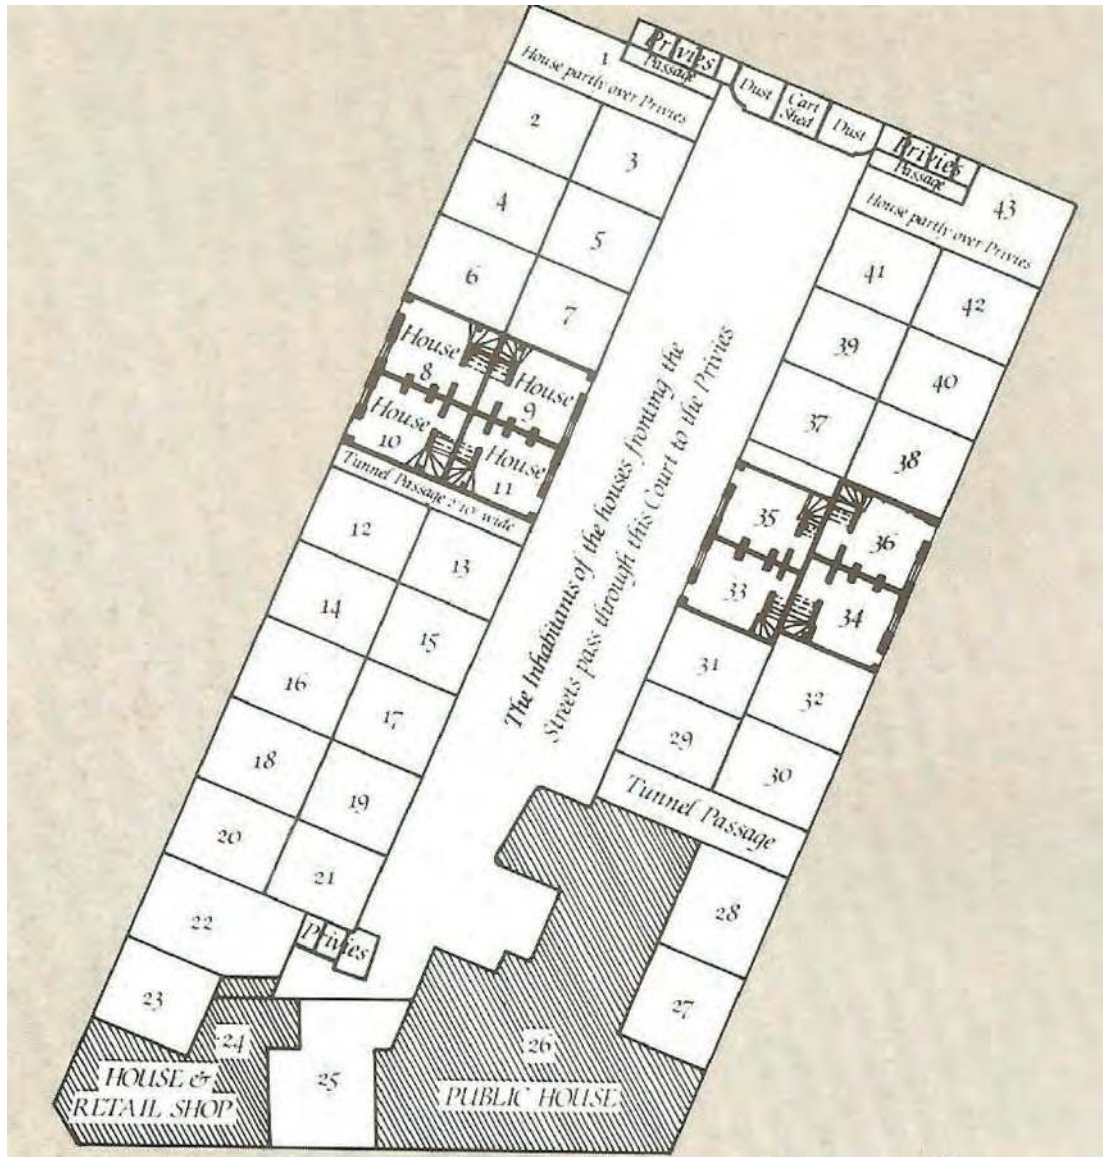 1
Privies
Passage
House partly over Privies
Dust
Cart
Shed
Dust
Privies
Passage
43
House partly over Privies
2
3
4
5
6
7
House
8
House
9
House
10
House
11
Tunnel Passage 2'10" wide
12
13
14
15
16
17
18
19
20
21
22
Privies
23
24
HOUSE &
RETAIL SHOP
25
26
PUBLIC HOUSE
27
28
Tunnel Passage
29
30
31
32
33
34
35
36
37
38
39
40
41
42
The Inhabitants of the houses fronting the
Streets pass through this Court to the Privies